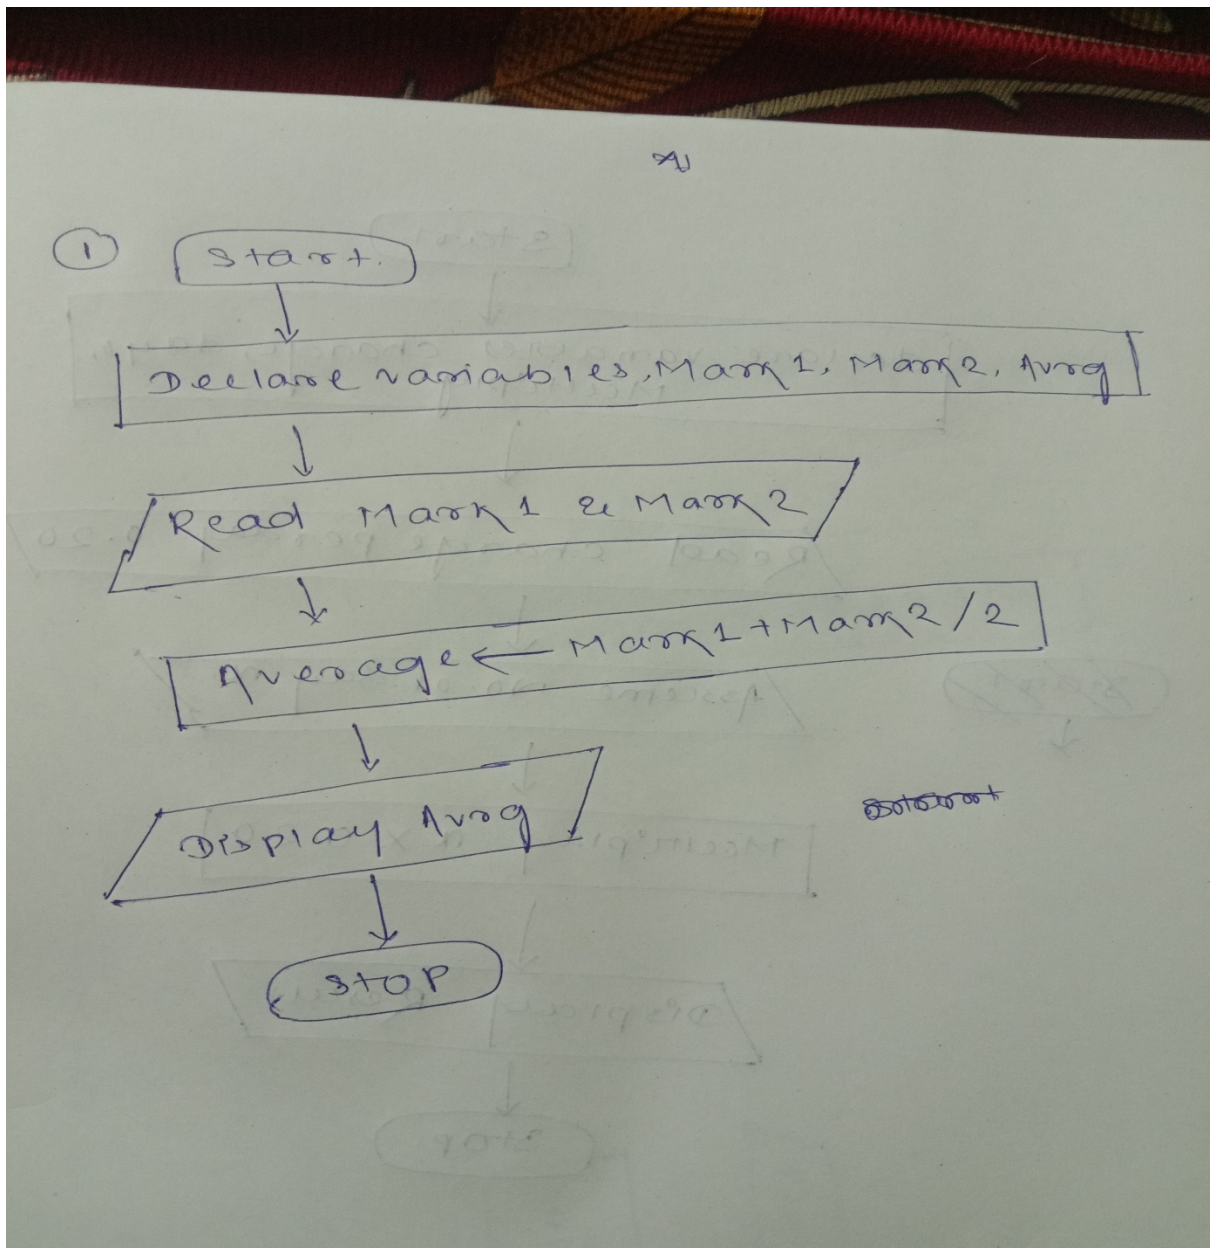 1
Start.
Declare variables, Mark 1, Mark 2, Avrg
Read Mark 1 & Mark 2
Average ← Mark 1 + Mark 2 / 2
Display Avrg
STOP